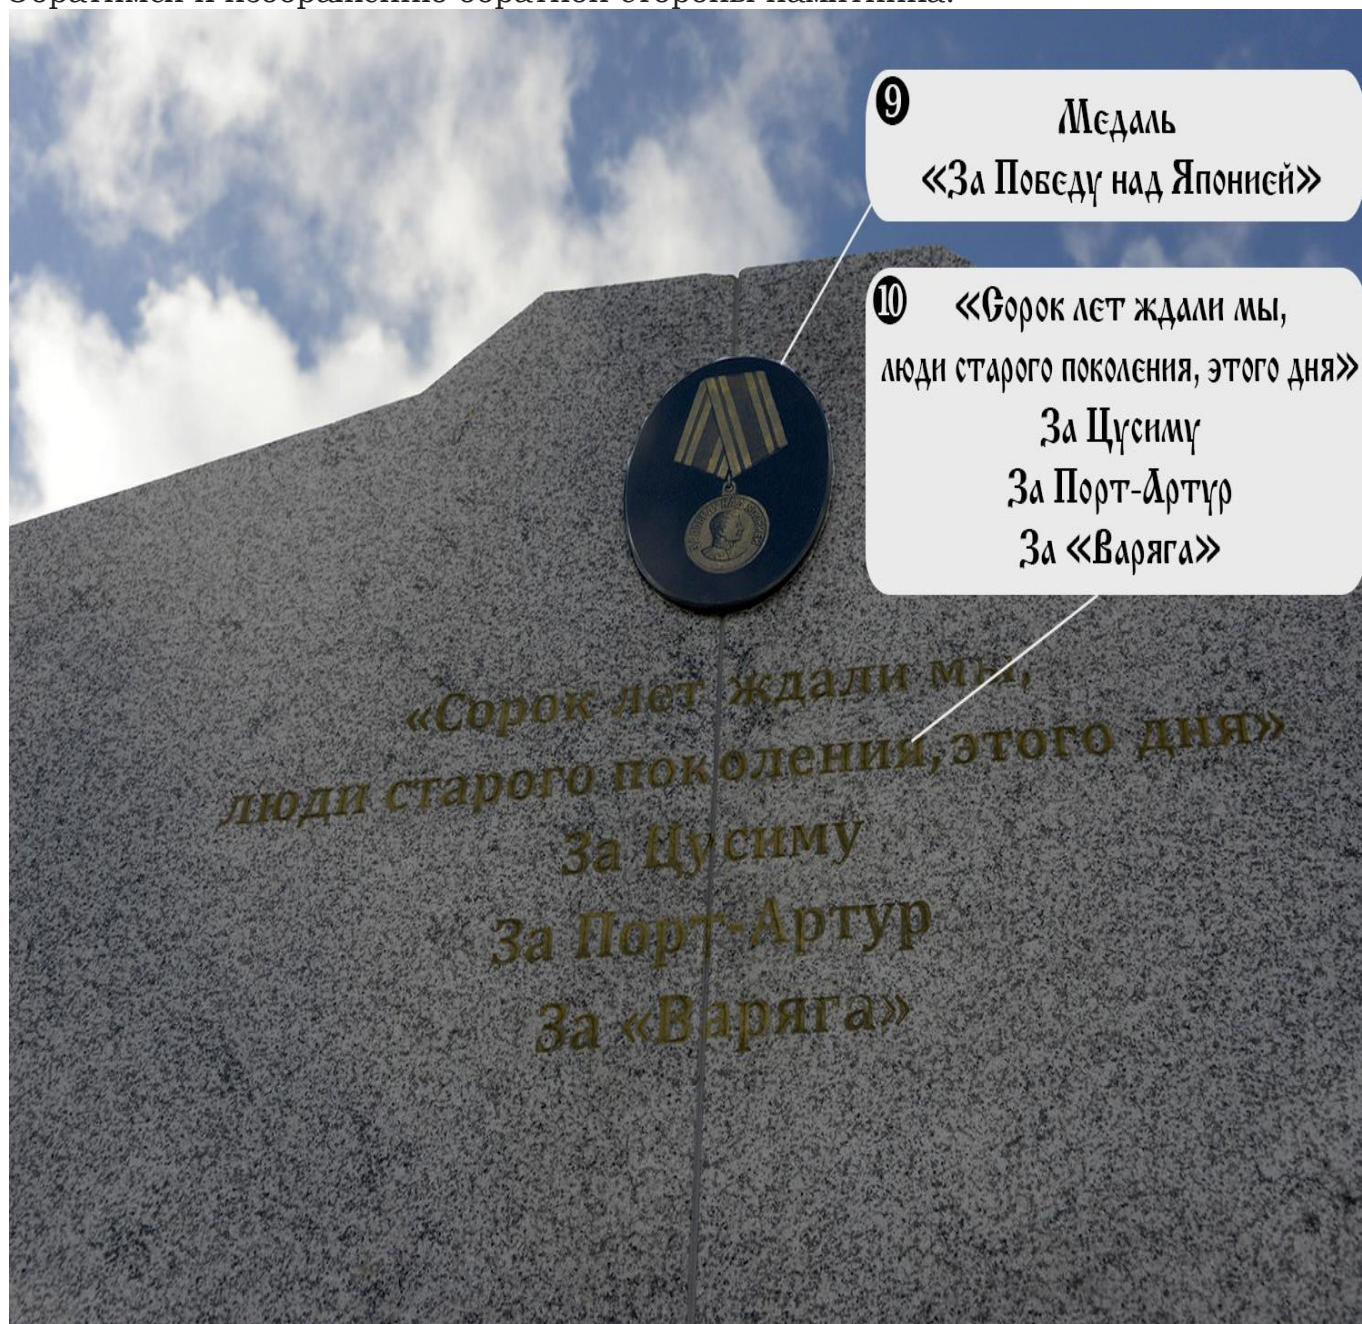 Обратимся к изображению обратной стороны памятника.
9
Медаль
«За Победу над Японией»
10
«Сорок лет ждали мы,
люди старого поколения, этого дня»
За Цусиму
За Порт-Артур
За «Варяга»
«Сорок лет ждали мы,
люди старого поколения, этого дня»
За Цусиму
За Порт-Артур
За «Варяга»